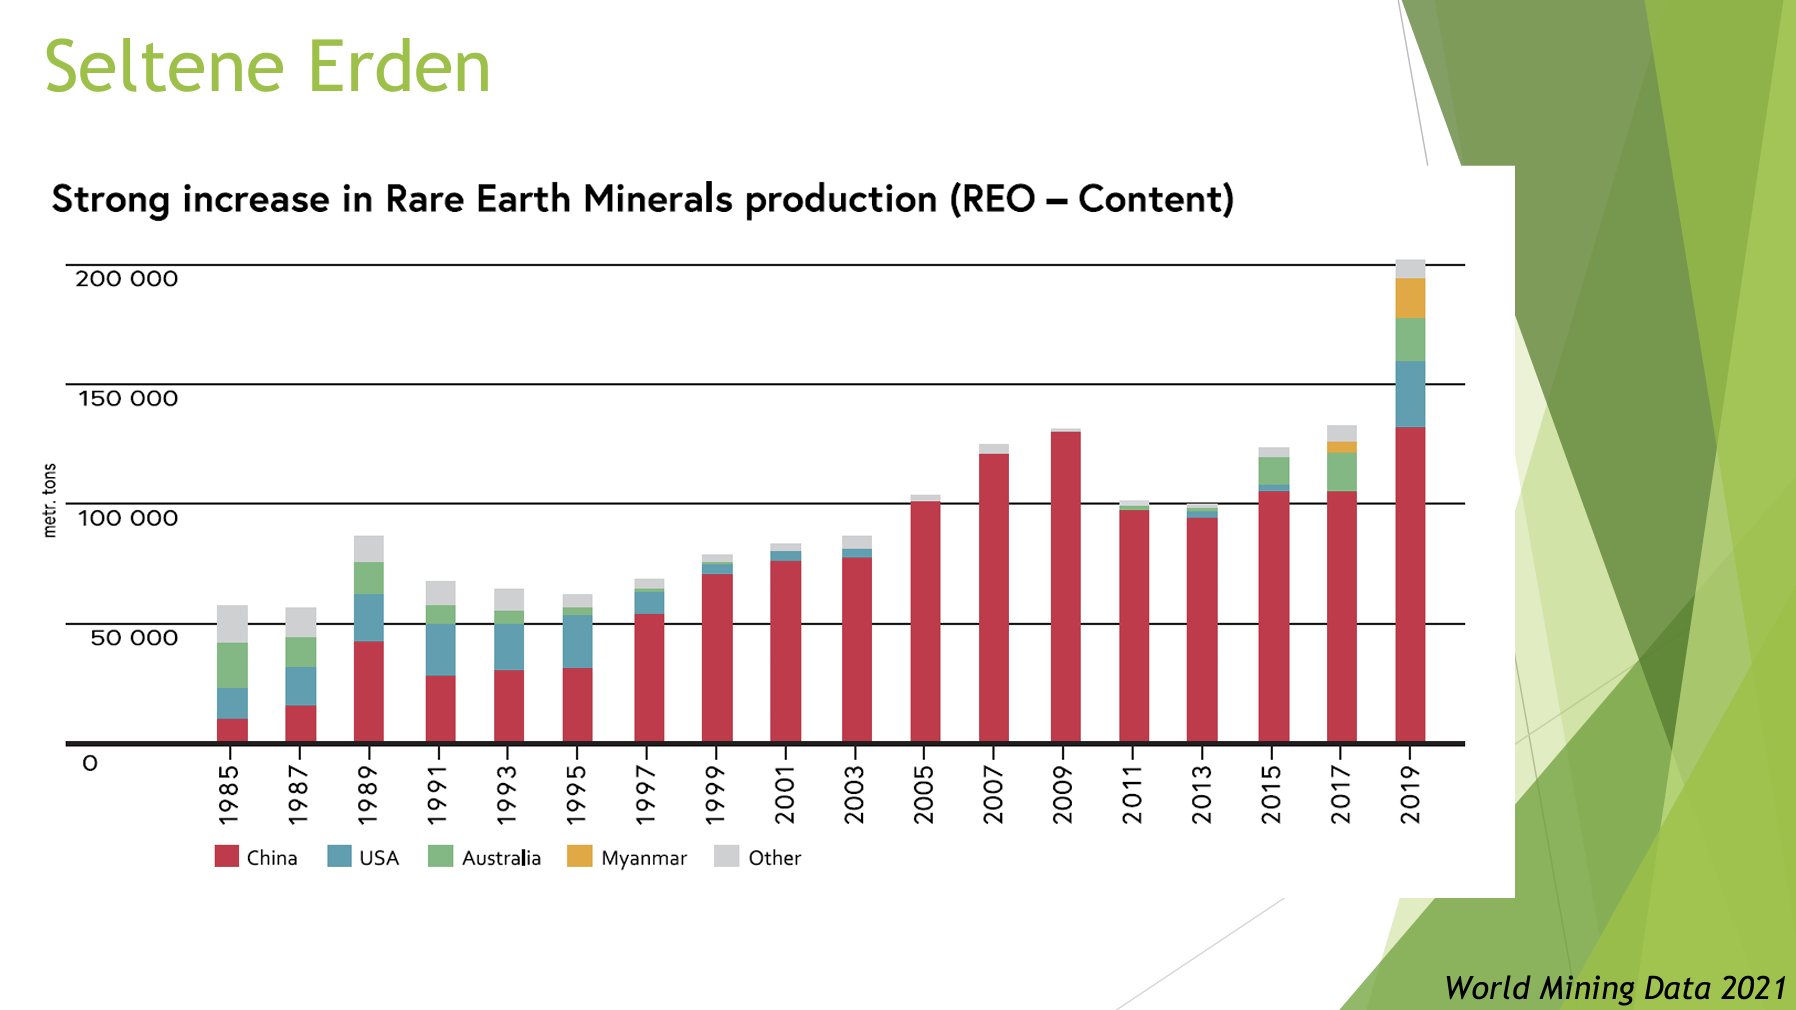 Seltene Erden
Strong increase in Rare Earth Minerals production (REO – Content)
200 000
150 000
metr. tons
100 000
50 000
0
1985 1987 1989 1991 1993 1995 1997 1999 2001 2003 2005 2007 2009 2011 2013 2015 2017 2019
China USA Australia Myanmar Other
World Mining Data 2021